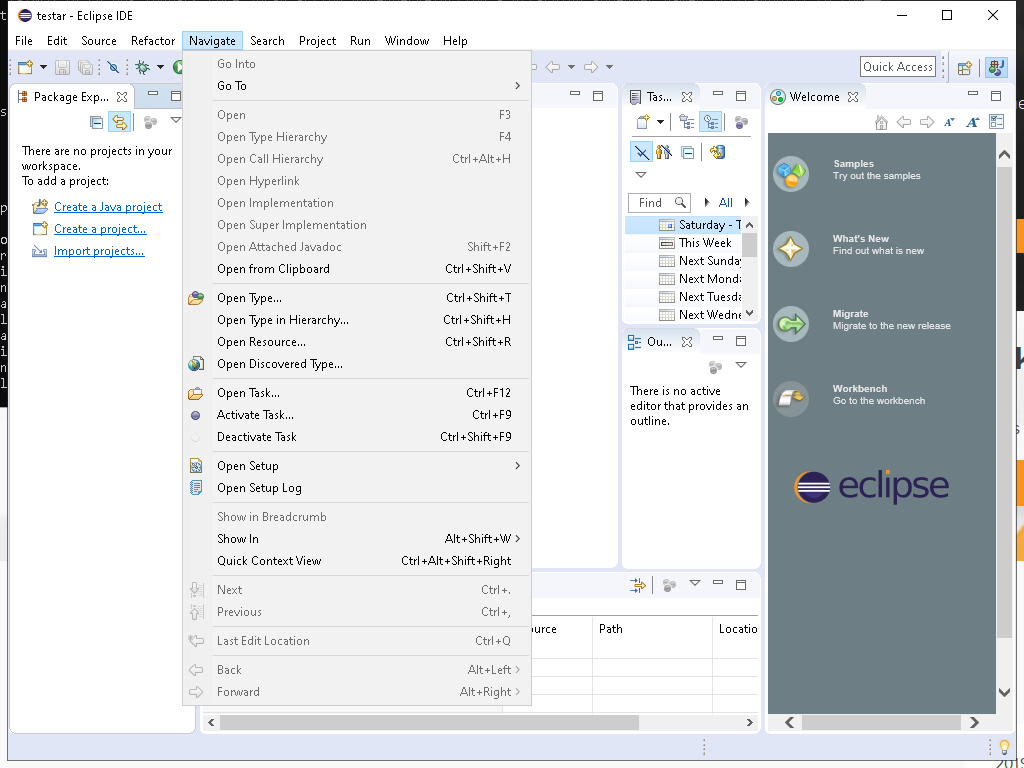 testar - Eclipse IDE
File Edit Source Refactor Navigate Search Project Run Window Help
Quick Access
Package Exp...
There are no projects in your
workspace.
To add a project:
Create a Java project
Create a project...
Import projects...
Go Into
Go To
Open F3
Open Type Hierarchy F4
Open Call Hierarchy Ctrl+Alt+H
Open Hyperlink
Open Implementation
Open Super Implementation
Open Attached Javadoc Shift+F2
Open from Clipboard Ctrl+Shift+V
Open Type... Ctrl+Shift+T
Open Type in Hierarchy... Ctrl+Shift+H
Open Resource... Ctrl+Shift+R
Open Discovered Type...
Open Task... Ctrl+F12
Activate Task... Ctrl+F9
Deactivate Task Ctrl+Shift+F9
Open Setup
Open Setup Log
Show in Breadcrumb
Show In Alt+Shift+W
Quick Context View Ctrl+Alt+Shift+Right
Next Ctrl+.
Previous Ctrl+,
Last Edit Location Ctrl+Q
Back Alt+Left
Forward Alt+Right
Tas...
Find All
Saturday - T
This Week
Next Sunday
Next Monda
Next Tuesda
Next Wedne
Ou...
There is no active
editor that provides an
outline.
ource Path Locatio
Welcome
Samples
Try out the samples
What's New
Find out what is new
Migrate
Migrate to the new release
Workbench
Go to the workbench
eclipse
2019